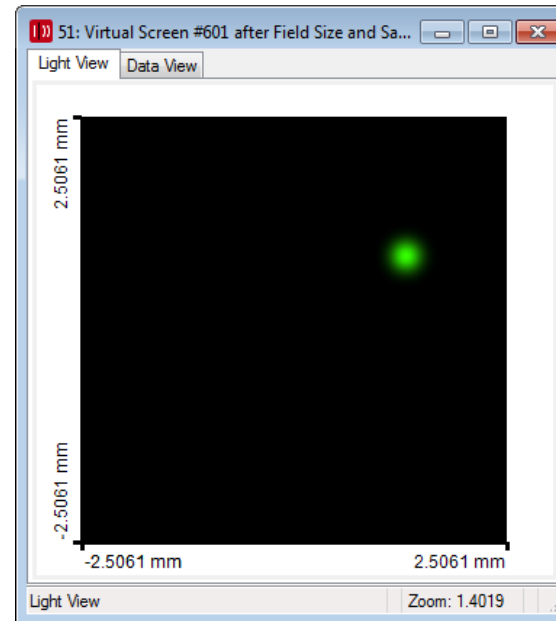 51: Virtual Screen #601 after Field Size and Sa...
Light View Data View
2.5061 mm
-2.5061 mm
-2.5061 mm 2.5061 mm
Light View Zoom: 1.4019